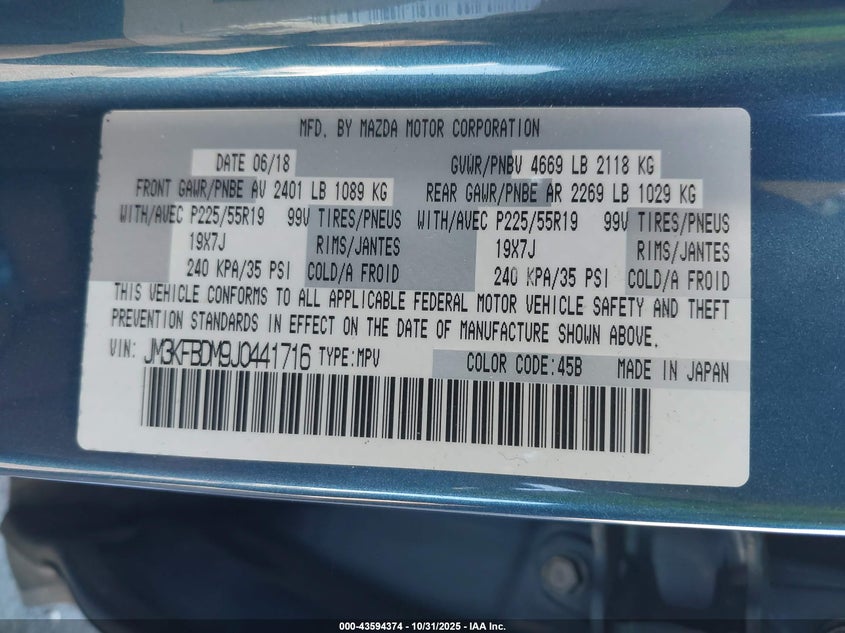 MFD. BY MAZDA MOTOR CORPORATION
DATE 06/18 GVWR/PNBV 4669 LB 2118 KG
FRONT GAWR/PNBE AV 2401 LB 1089 KG REAR GAWR/PNBE AR 2269 LB 1029 KG
WITH/AVEC P225/55R19 99V TIRES/PNEUS WITH/AVEC P225/55R19 99V TIRES/PNEUS
19X7J RIMS/JANTES 19X7J RIMS/JANTES
240 KPA/35 PSI COLD/A FROID 240 KPA/35 PSI COLD/A FROID
THIS VEHICLE CONFORMS TO ALL APPLICABLE FEDERAL MOTOR VEHICLE SAFETY AND THEFT
PREVENTION STANDARDS IN EFFECT ON THE DATE OF MANUFACTURE SHOWN ABOVE.
VIN: JM3KFBDM9J0441716 TYPE:MPV COLOR CODE:45B MADE IN JAPAN
000-43594374 | 10/31/2025 - IAA Inc.